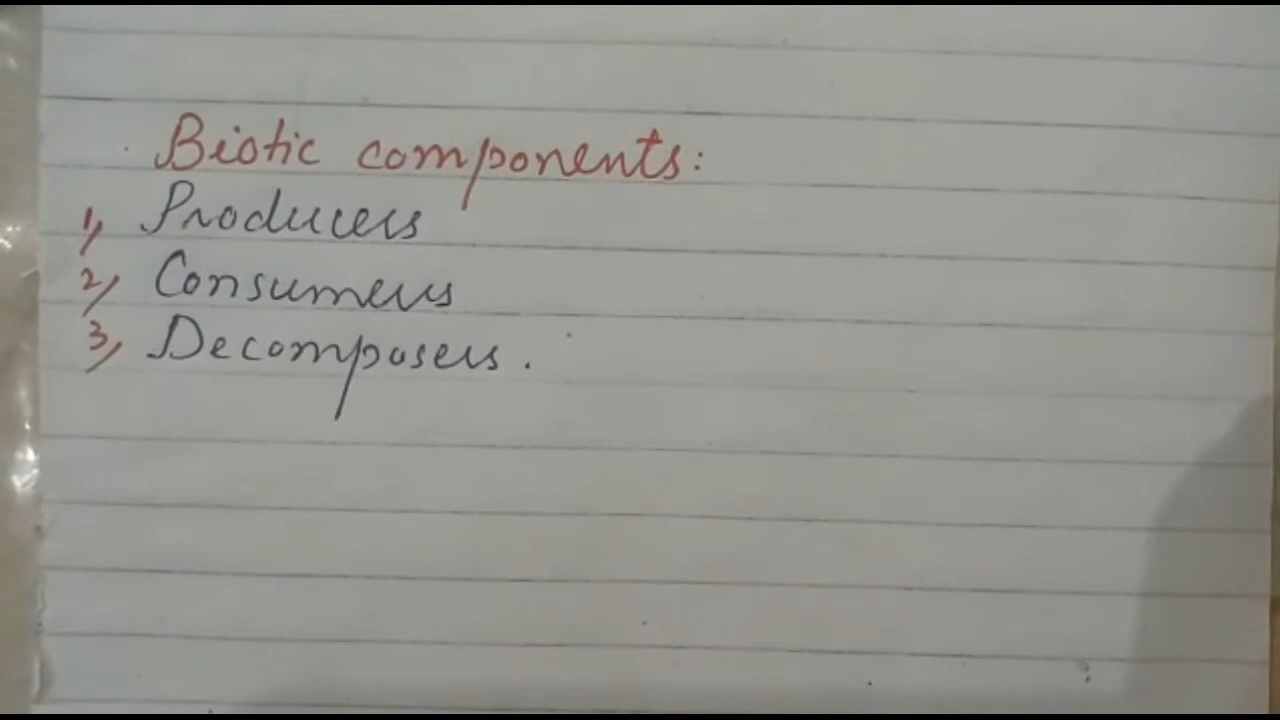 Biotic components:
1, Producers
2, Consumers
3, Decomposers.